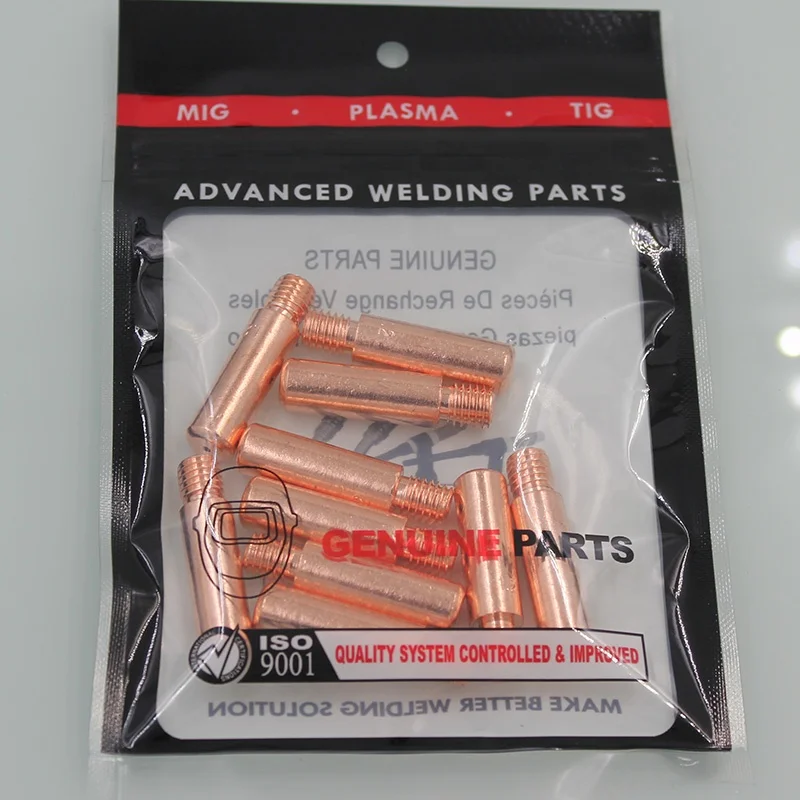 MIG · PLASMA · TIG
ADVANCED WELDING PARTS
GENUINE PARTS
Pièces De Rechange
piezas
GENUINE PARTS
ISO
9001
QUALITY SYSTEM CONTROLLED & IMPROVED
MAKE BETTER WELDING SOLUTION